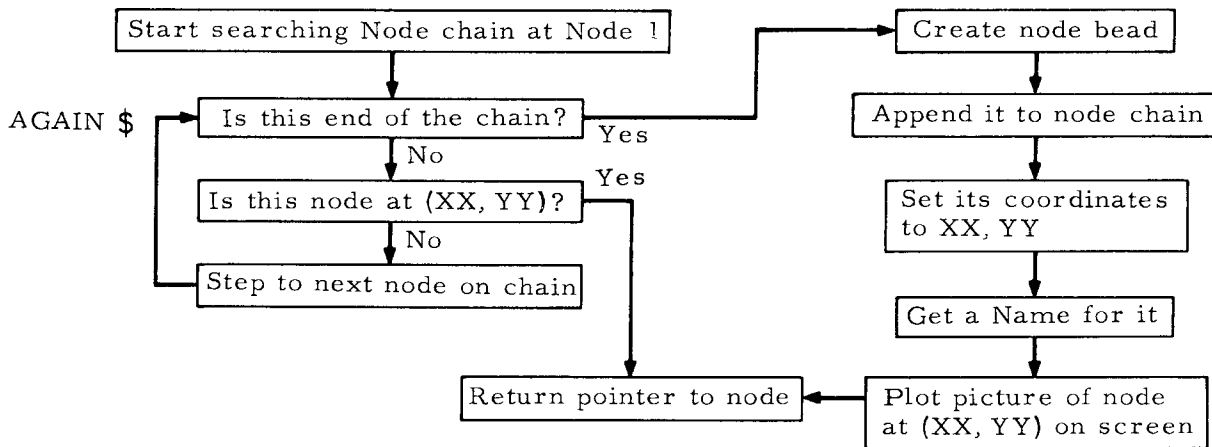 Start searching Node chain at Node 1
AGAIN $
Is this end of the chain?
Yes
No
Is this node at (XX, YY)?
Yes
No
Step to next node on chain
Create node bead
Append it to node chain
Set its coordinates
to XX, YY
Get a Name for it
Plot picture of node
at (XX, YY) on screen
Return pointer to node